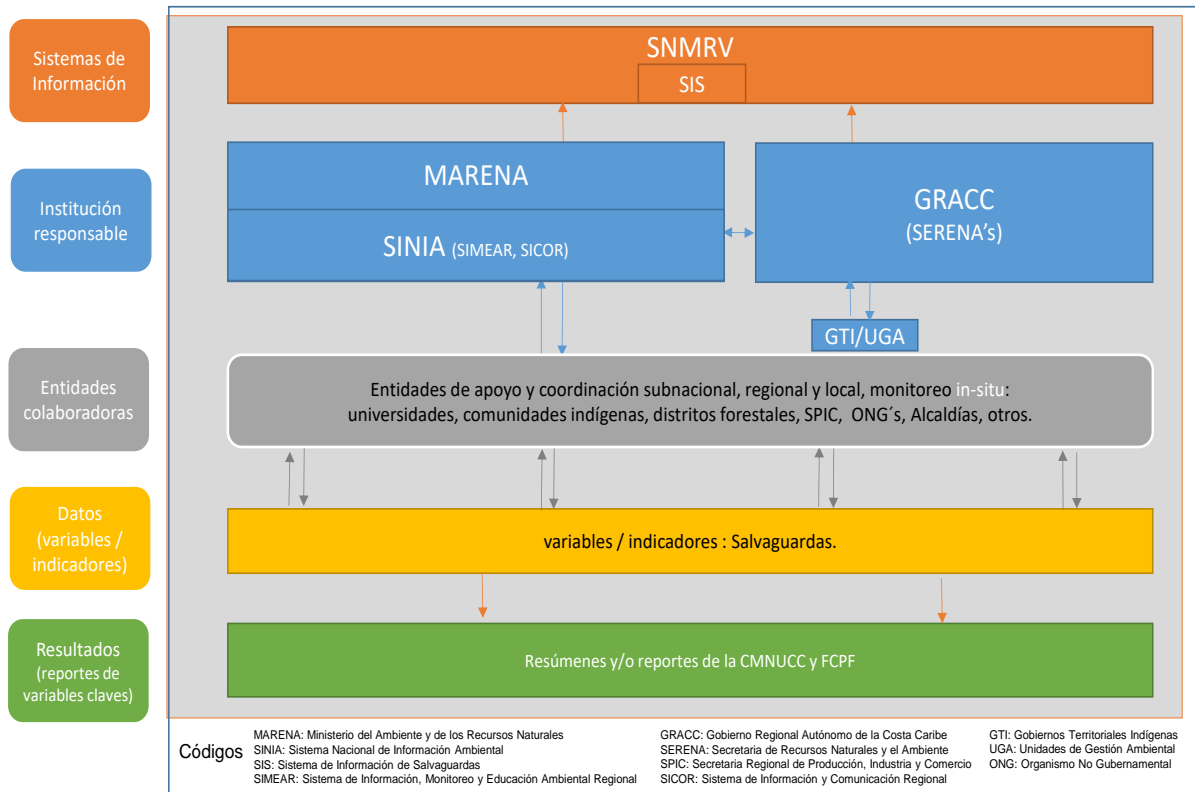 Sistemas de
Información
SNMRV
SIS
Institución
responsable
MARENA
SINIA (SIMEAR, SICOR)
GRACC
(SERENA's)
GTI/UGA
Entidades
colaboradoras
Entidades de apoyo y coordinación subnacional, regional y local, monitoreo in-situ:
universidades, comunidades indígenas, distritos forestales, SPIC, ONG´s, Alcaldías, otros.
Datos
(variables /
indicadores)
variables / indicadores : Salvaguardas.
Resultados
(reportes de
variables claves)
Resúmenes y/o reportes de la CMNUCC y FCPF
Códigos
MARENA: Ministerio del Ambiente y de los Recursos Naturales
SINIA: Sistema Nacional de Información Ambiental
SIS: Sistema de Información de Salvaguardas
SIMEAR: Sistema de Información, Monitoreo y Educación Ambiental Regional
GRACC: Gobierno Regional Autónomo de la Costa Caribe
SERENA: Secretaria de Recursos Naturales y el Ambiente
SPIC: Secretaria Regional de Producción, Industria y Comercio
SICOR: Sistema de Información y Comunicación Regional
GTI: Gobiernos Territoriales Indígenas
UGA: Unidades de Gestión Ambiental
ONG: Organismo No Gubernamental